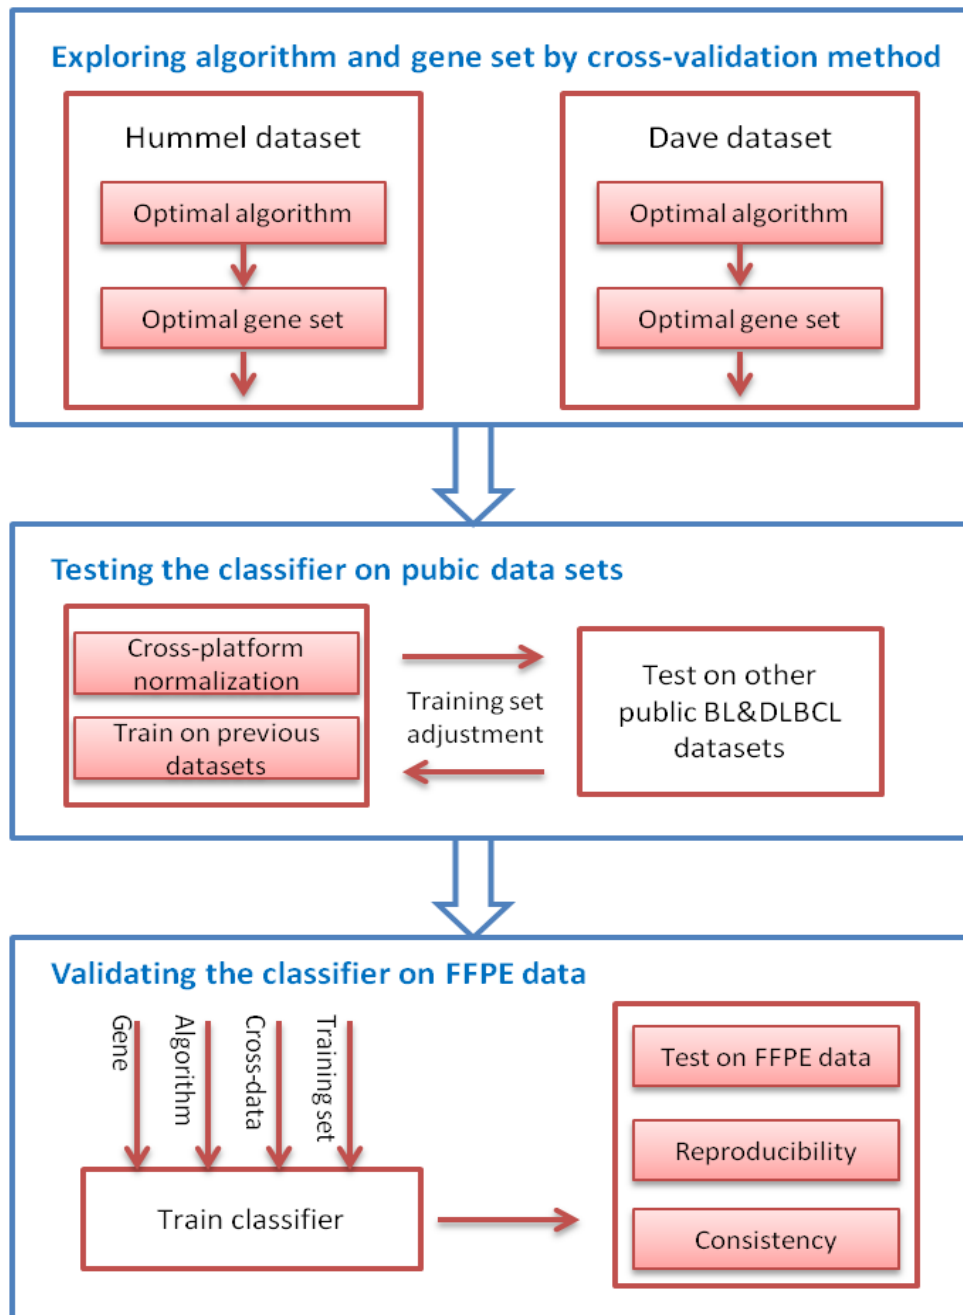 Exploring algorithm and gene set by cross-validation method
Hummel dataset
Optimal algorithm
Optimal gene set
Dave dataset
Optimal algorithm
Optimal gene set
Testing the classifier on pubic data sets
Cross-platform
normalization
Train on previous
datasets
Training set
adjustment
Test on other
public BL&DLBCL
datasets
Validating the classifier on FFPE data
Gene
Algorithm
Cross-data
Training set
Train classifier
Test on FFPE data
Reproducibility
Consistency